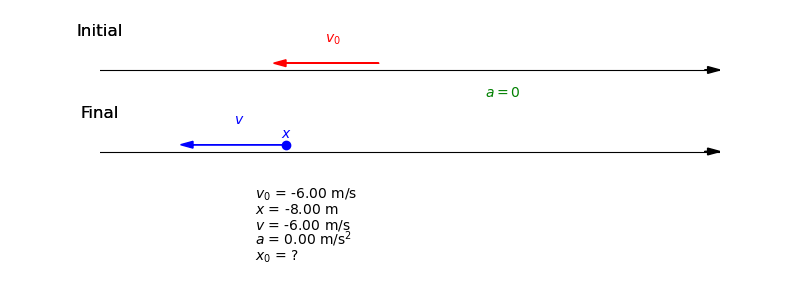 Initial
v₀
a = 0
Final
v
x
v₀ = -6.00 m/s
x = -8.00 m
v = -6.00 m/s
a = 0.00 m/s²
x₀ = ?